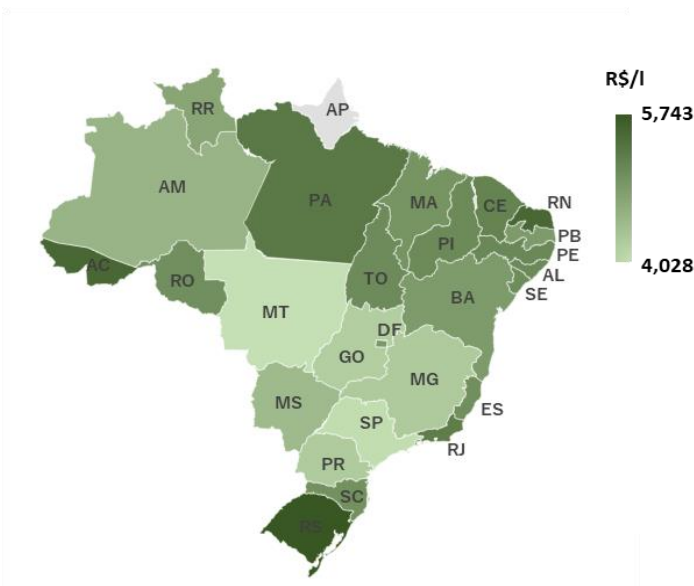 R$/l
5,743
4,028
RR
AP
AM
PA
MA
CE
RN
PB
PE
AL
SE
PI
AC
RO
TO
BA
MT
DF
GO
MG
ES
MS
SP
RJ
PR
SC
RS